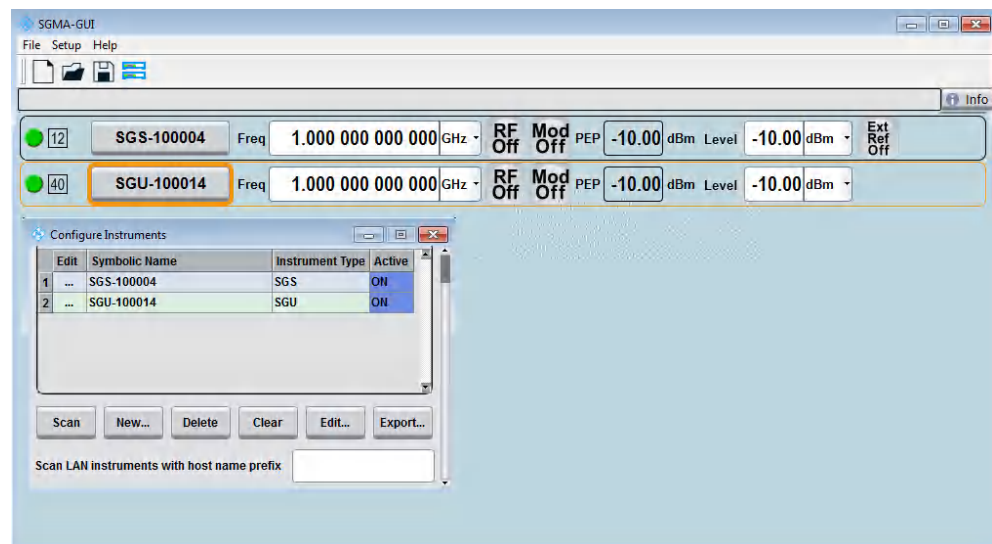 SGMA-GUI
File Setup Help
Info
12 SGS-100004 Freq 1.000 000 000 000 GHz RF Off Mod Off PEP -10.00 dBm Level -10.00 dBm Ext Ref Off
40 SGU-100014 Freq 1.000 000 000 000 GHz RF Off Mod Off PEP -10.00 dBm Level -10.00 dBm
Configure Instruments
Edit Symbolic Name Instrument Type Active
1 ... SGS-100004 SGS ON
2 ... SGU-100014 SGU ON
Scan New... Delete Clear Edit... Export...
Scan LAN instruments with host name prefix